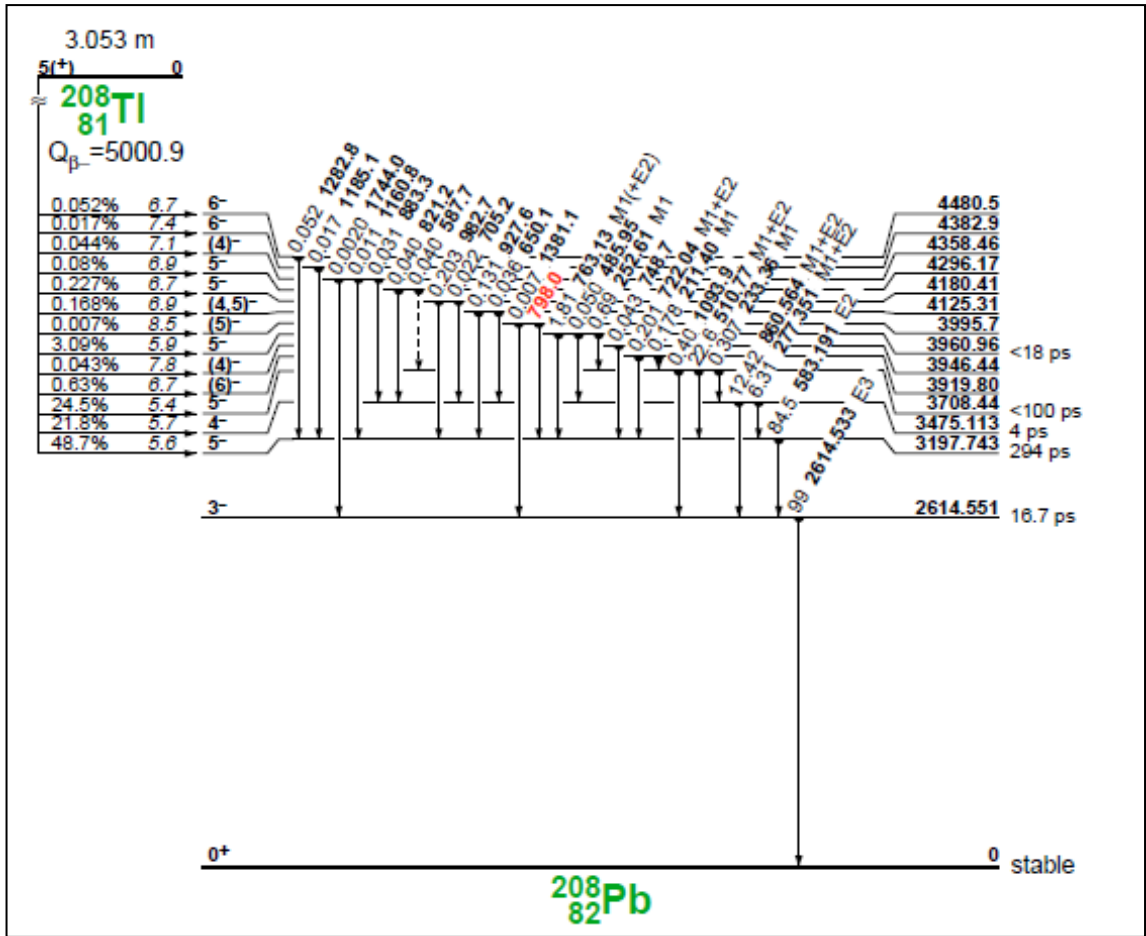 3.053 m
5(+) 0
208
81 Tl
≈
Qβ−=5000.9
0.052 1282.8
0.017 1185.1
0.0020 1744.0
0.011 1160.8
0.031 883.3
0.040 821.2
0.040 587.7
0.203 982.7
0.022 705.2
0.131 927.6
0.036 650.1
0.007 1381.1
798.0
1.81 763.13 M1(+E2)
0.050 485.95
0.69 252.61 M1
0.043 748.7
0.201 722.04 M1+E2
0.178 211.40 M1
0.40 1093.9
22.6 510.77 M1+E2
0.307 233.36 M1
12.42 860.564 M1+E2
6.31 277.351 M1+E2
84.5 583.191 E2
99 2614.533 E3
0.052% 6.7 6− 4480.5
0.017% 7.4 6− 4382.9
0.044% 7.1 (4)− 4358.46
0.08% 6.9 5− 4296.17
0.227% 6.7 5− 4180.41
0.168% 6.9 (4,5)− 4125.31
0.007% 8.5 (5)− 3995.7
3.09% 5.9 5− 3960.96 <18 ps
0.043% 7.8 (4)− 3946.44
0.63% 6.7 (6)− 3919.80
24.5% 5.4 5− 3708.44 <100 ps
21.8% 5.7 4− 3475.113 4 ps
48.7% 5.6 5− 3197.743 294 ps
3− 2614.551 16.7 ps
0+ 0 stable
208
82 Pb